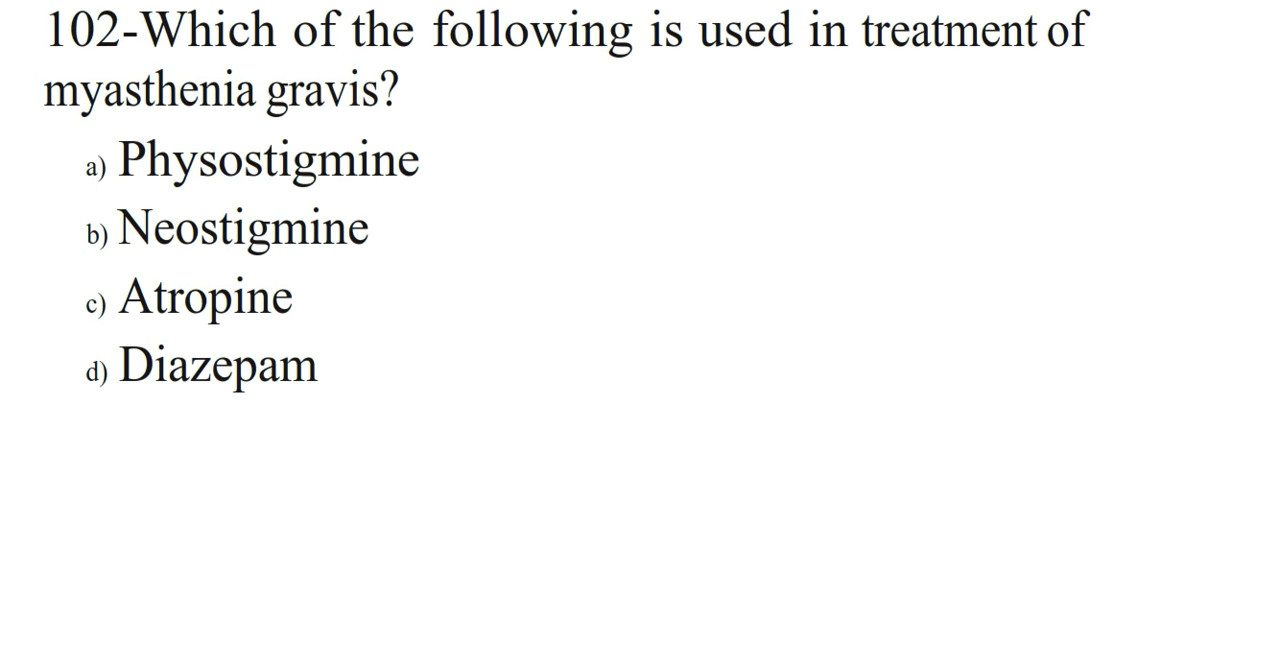 102-Which of the following is used in treatment of
myasthenia gravis?
a) Physostigmine
b) Neostigmine
c) Atropine
d) Diazepam